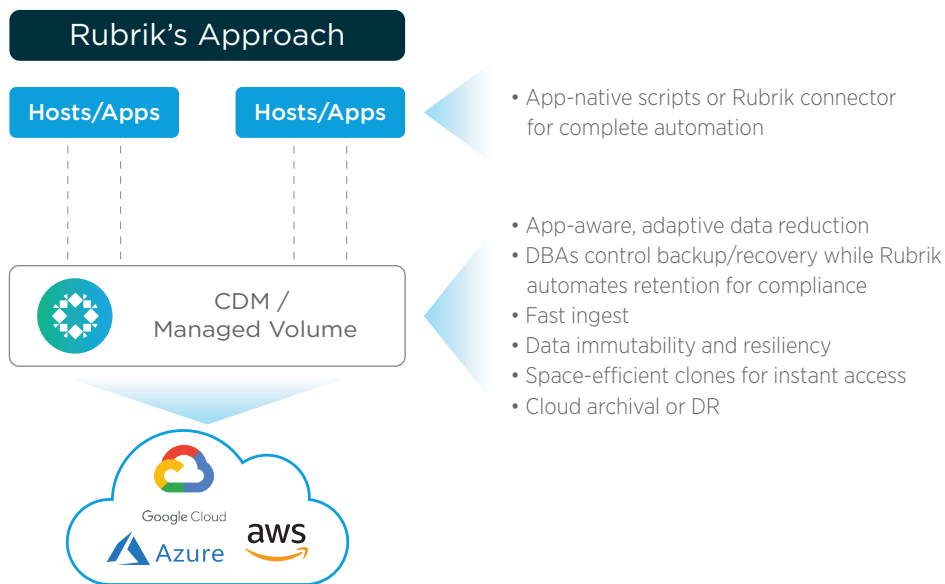 Rubrik's Approach
Hosts/Apps
Hosts/Apps
• App-native scripts or Rubrik connector
for complete automation
CDM /
Managed Volume
• App-aware, adaptive data reduction
• DBAs control backup/recovery while Rubrik
automates retention for compliance
• Fast ingest
• Data immutability and resiliency
• Space-efficient clones for instant access
• Cloud archival or DR
Google Cloud
Azure
aws